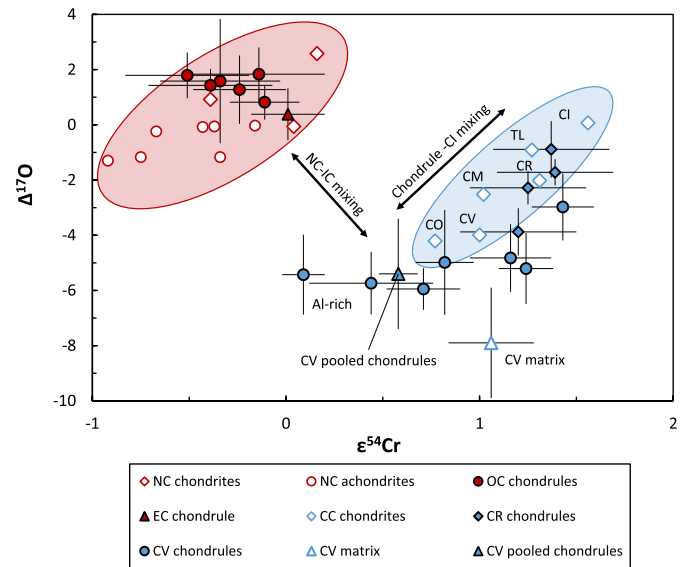 4
2
0
-2
-4
-6
-8
-10
Δ¹⁷O
-1
0
1
2
ε⁵⁴Cr
NC-IC mixing
Chondrule -CI mixing
CI
TL
CR
CM
CV
CO
Al-rich
CV pooled chondrules
CV matrix
NC chondrites NC achondrites OC chondrules
EC chondrule CC chondrites CR chondrules
CV chondrules CV matrix CV pooled chondrules